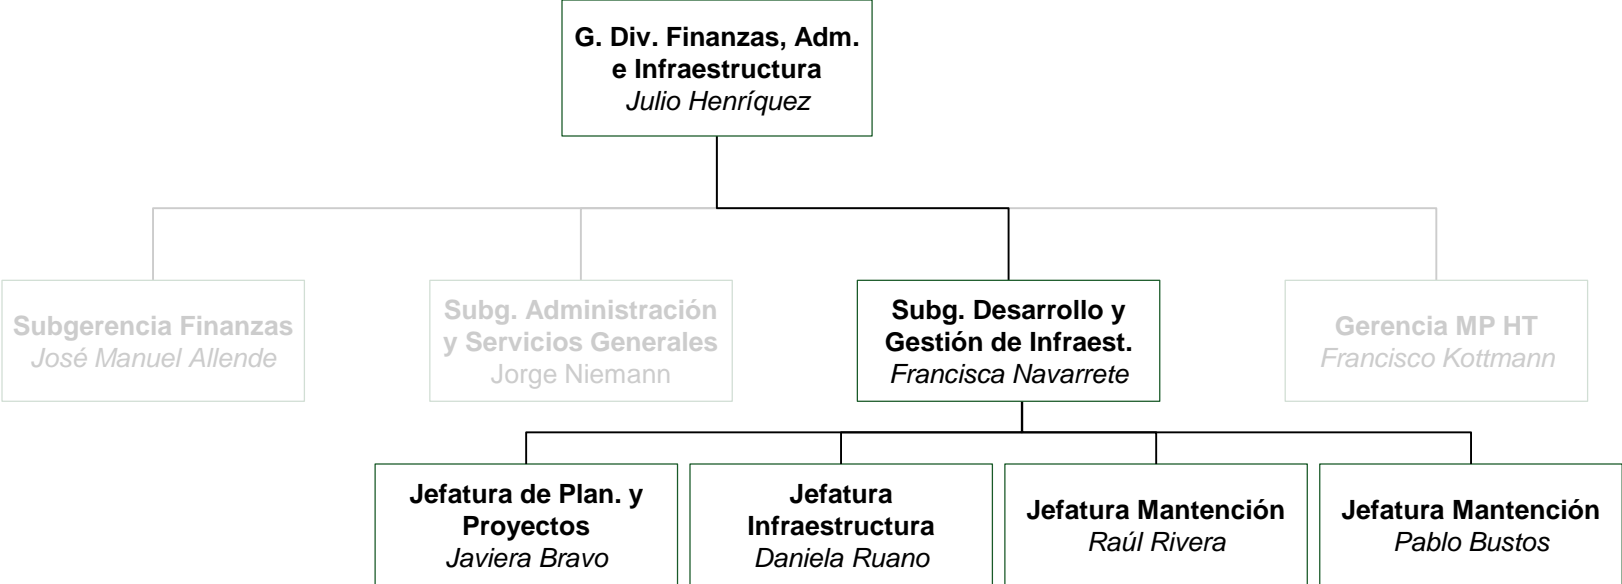 G. Div. Finanzas, Adm.
e Infraestructura
Julio Henríquez
Subgerencia Finanzas
José Manuel Allende
Subg. Administración
y Servicios Generales
Jorge Niemann
Subg. Desarrollo y
Gestión de Infraest.
Francisca Navarrete
Gerencia MP HT
Francisco Kottmann
Jefatura de Plan. y
Proyectos
Javiera Bravo
Jefatura
Infraestructura
Daniela Ruano
Jefatura Mantención
Raúl Rivera
Jefatura Mantención
Pablo Bustos